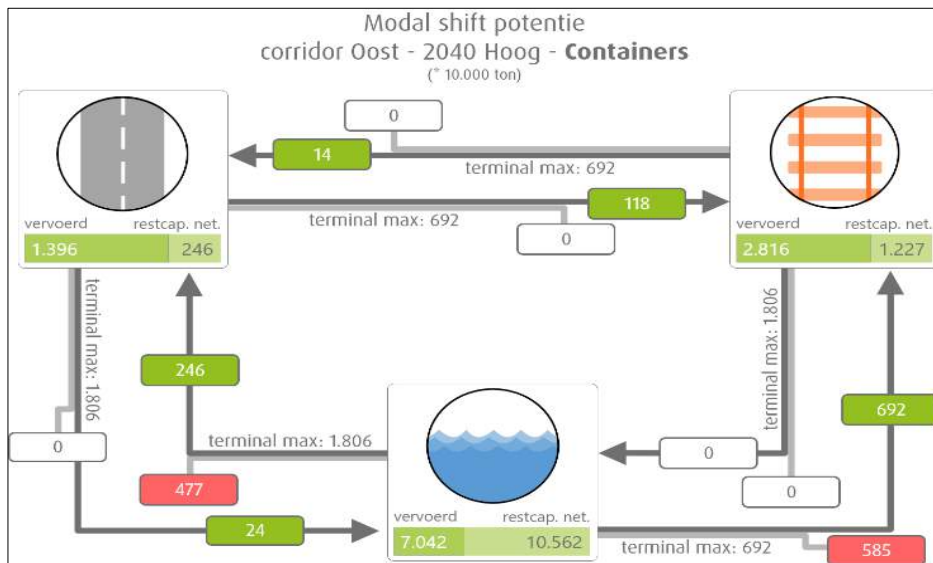 Modal shift potentie
corridor Oost - 2040 Hoog - Containers
(* 10.000 ton)
0
14
terminal max: 692
118
terminal max: 692
0
vervoerd restcap. net.
1.396 246
vervoerd restcap. net.
2.816 1.227
terminal max: 1.806
terminal max: 1.806
246
692
0
terminal max: 1.806
0
477
0
24
vervoerd restcap. net.
7.042 10.562
terminal max: 692
585